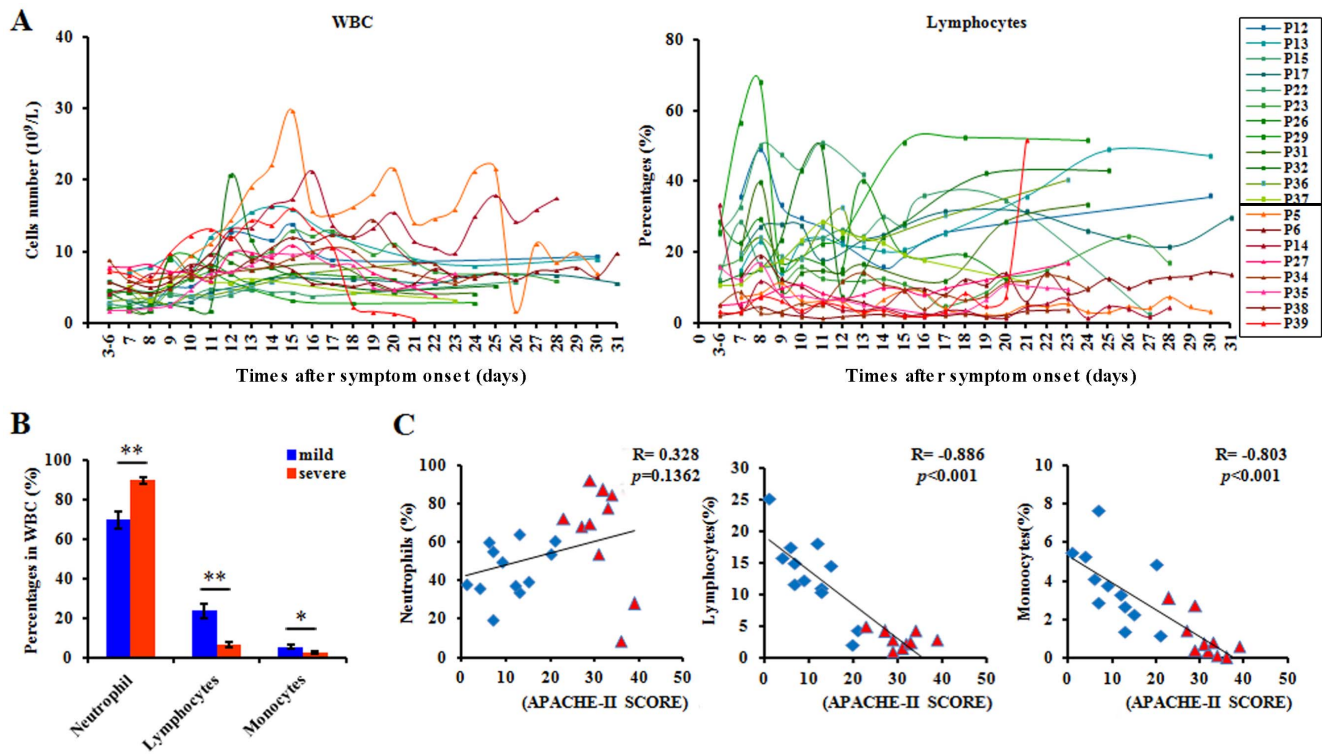 A
WBC
Cells number (10⁹/L)
40
30
20
10
0
3-6 7 8 9 10 11 12 13 14 15 16 17 18 19 20 21 22 23 24 25 26 27 28 29 30 31
Times after symptom onset (days)
Lymphocytes
Percentages (%)
80
60
40
20
0
0 3-6 7 8 9 10 11 12 13 14 15 16 17 18 19 20 21 22 23 24 25 26 27 28 29 30 31
Times after symptom onset (days)
P12
P13
P15
P17
P22
P23
P26
P29
P31
P32
P36
P37
P5
P6
P14
P27
P34
P35
P38
P39
B
Percentages in WBC (%)
100
80
60
40
20
0
** ** *
mild
severe
Neutrophil
Lymphocytes
Monocytes
C
R= 0.328
p=0.1362
Neutrophils (%)
100
80
60
40
20
0
0 10 20 30 40 50
(APACHE-II SCORE)
R= -0.886
p<0.001
Lymphocytes(%)
30
25
20
15
10
5
0
0 10 20 30 40 50
(APACHE-II SCORE)
R= -0.803
p<0.001
Monoocytes(%)
8
6
4
2
0
0 10 20 30 40 50
(APACHE-II SCORE)